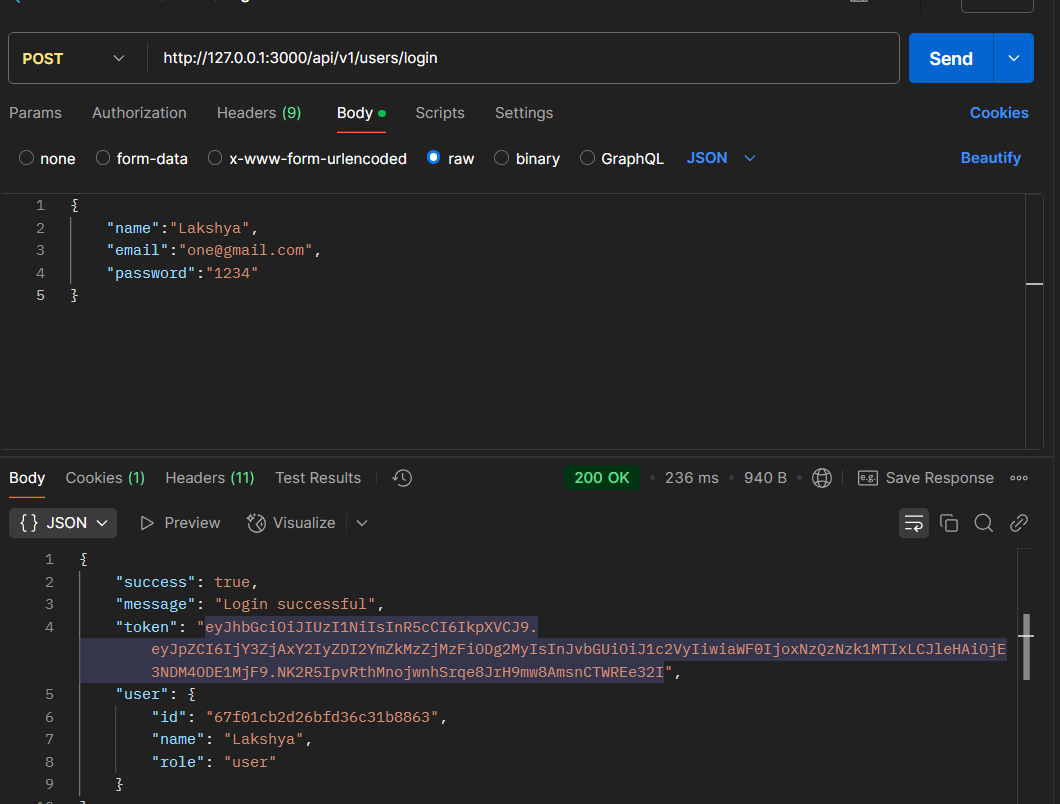 POST http://127.0.0.1:3000/api/v1/users/login Send
Params Authorization Headers (9) Body Scripts Settings Cookies
none form-data x-www-form-urlencoded raw binary GraphQL JSON Beautify
1 {
2 "name":"Lakshya",
3 "email":"one@gmail.com",
4 "password":"1234"
5 }
Body Cookies (1) Headers (11) Test Results 200 OK 236 ms 940 B e.g. Save Response
{} JSON Preview Visualize
1 {
2 "success": true,
3 "message": "Login successful",
4 "token": "eyJhbGciOiJIUzI1NiIsInR5cCI6IkpXVCJ9.
eyJpZCI6IjY3ZjAxY2IyZDI2YmZkMzZjMzFiODg2MyIsInJvbGUiOiJ1c2VyIiwiaWF0IjoxNzQzNzk1MTIxLCJleHAiOjE
3NDM4ODE1MjF9.NK2R5IpvRthMnojwnhSrqe8JrH9mw8AmsnCTWREe32I",
5 "user": {
6 "id": "67f01cb2d26bfd36c31b8863",
7 "name": "Lakshya",
8 "role": "user"
9 }